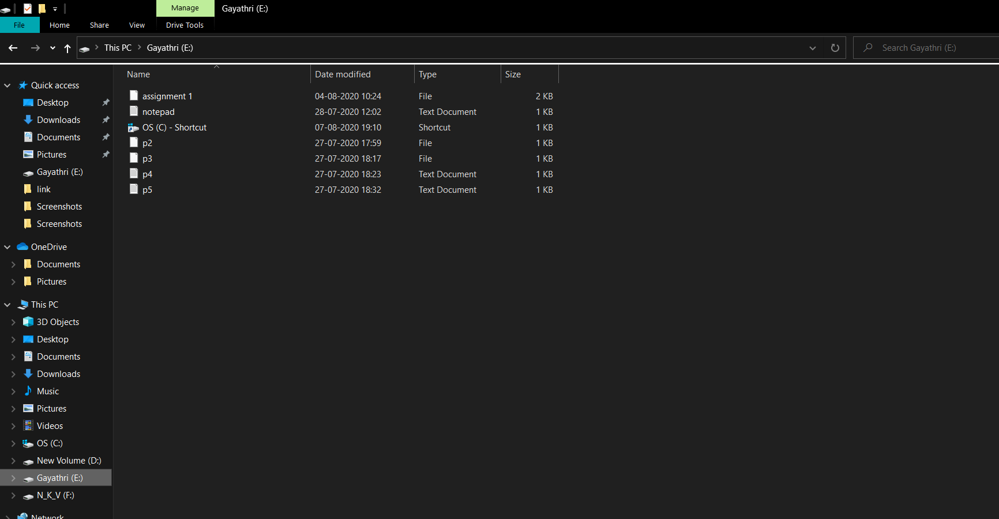 Manage Gayathri (E:)
File Home Share View Drive Tools
This PC Gayathri (E:) Search Gayathri (E:)
Name Date modified Type Size
assignment 1 04-08-2020 10:24 File 2 KB
notepad 28-07-2020 12:02 Text Document 1 KB
OS (C) - Shortcut 07-08-2020 19:10 Shortcut 1 KB
p2 27-07-2020 17:59 File 1 KB
p3 27-07-2020 18:17 File 1 KB
p4 27-07-2020 18:23 Text Document 1 KB
p5 27-07-2020 18:32 Text Document 1 KB
Quick access
Desktop
Downloads
Documents
Pictures
Gayathri (E:)
link
Screenshots
Screenshots
OneDrive
Documents
Pictures
This PC
3D Objects
Desktop
Documents
Downloads
Music
Pictures
Videos
OS (C:)
New Volume (D:)
Gayathri (E:)
N_K_V (F:)
Network